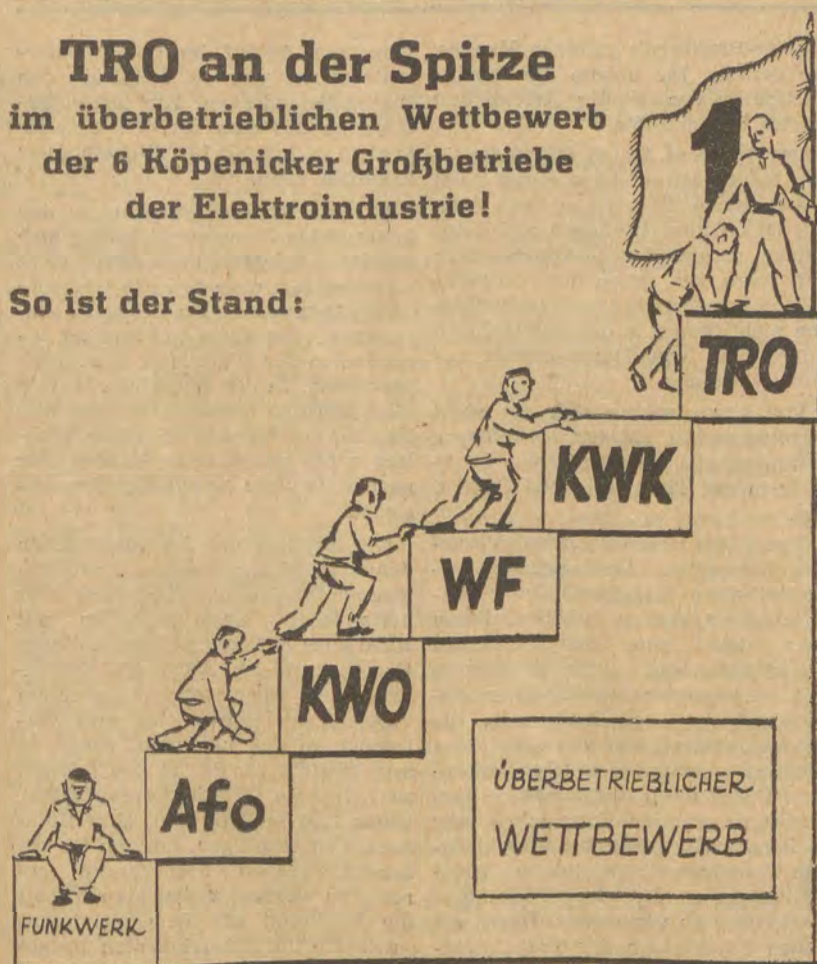 TRO an der Spitze
im überbetrieblichen Wettbewerb
der 6 Köpenicker Großbetriebe
der Elektroindustrie!
So ist der Stand:
1
TRO
KWK
WF
KWO
Afo
FUNKWERK
ÜBERBETRIEBLICHER
WETTBEWERB